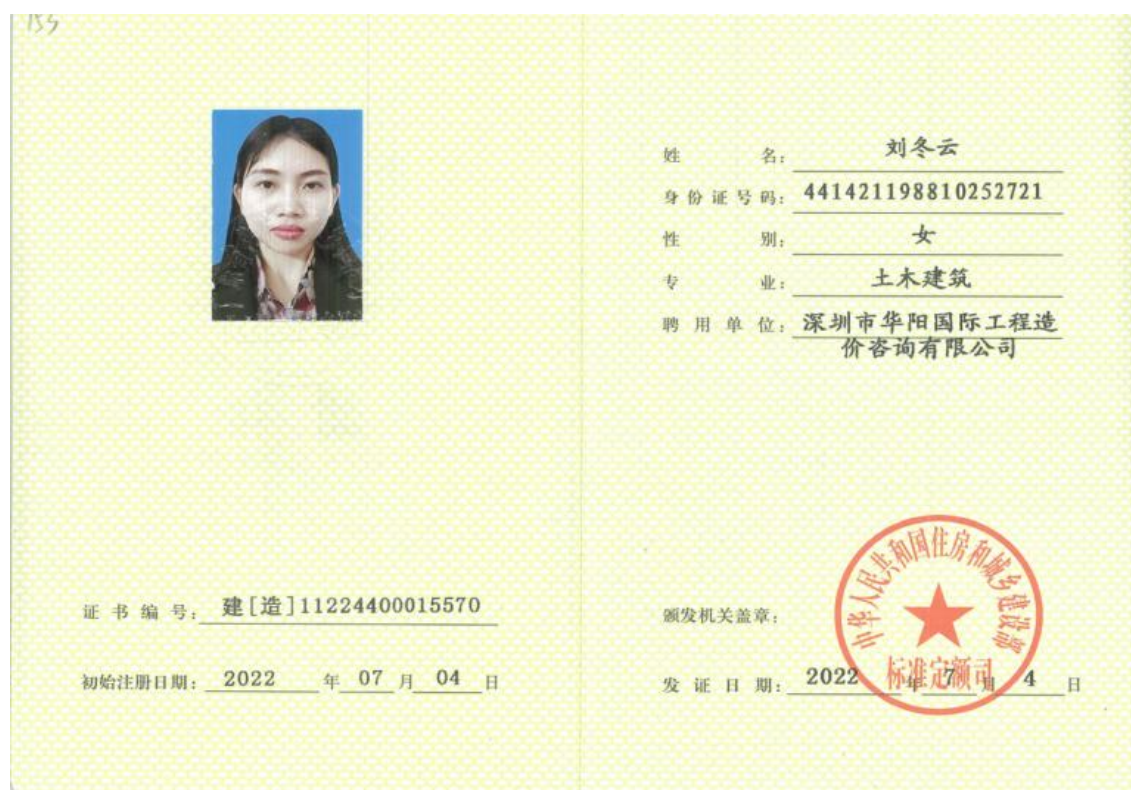 155
姓 名: 刘冬云
身份证号码: 441421198810252721
性 别: 女
专 业: 土木建筑
聘用单位: 深圳市华阳国际工程造
价咨询有限公司
证书编号: 建[造]11224400015570
初始注册日期: 2022 年 07 月 04 日
颁发机关盖章:
中华人民共和国住房和城乡建设部
标准定额司
发证日期: 2022 年 7 月 4 日